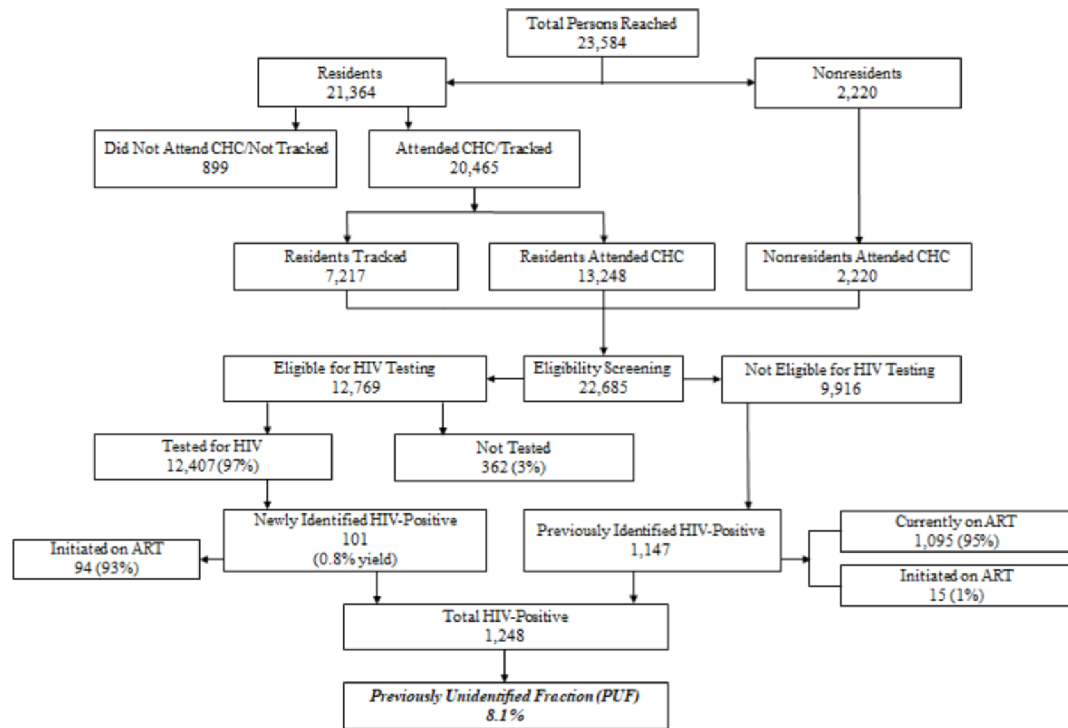 Total Persons Reached
23,584
Residents
21,364
Nonresidents
2,220
Did Not Attend CHC/Not Tracked
899
Attended CHC/Tracked
20,465
Residents Tracked
7,217
Residents Attended CHC
13,248
Nonresidents Attended CHC
2,220
Eligible for HIV Testing
12,769
Eligibility Screening
22,685
Not Eligible for HIV Testing
9,916
Tested for HIV
12,407 (97%)
Not Tested
362 (3%)
Newly Identified HIV-Positive
101
(0.8% yield)
Previously Identified HIV-Positive
1,147
Currently on ART
1,095 (95%)
Initiated on ART
94 (93%)
Initiated on ART
15 (1%)
Total HIV-Positive
1,248
Previously Unidentified Fraction (PUF)
8.1%